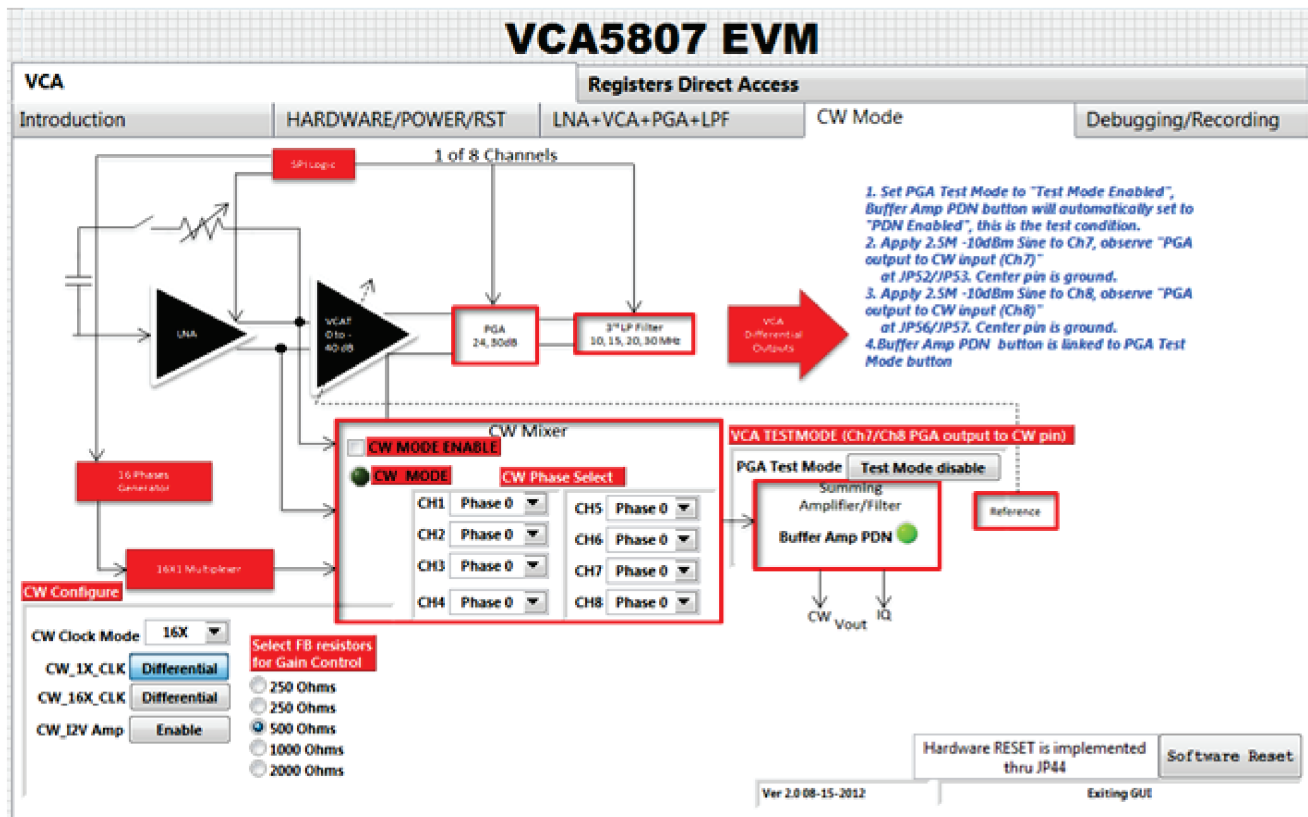 VCA5807 EVM
VCA
Registers Direct Access
Introduction
HARDWARE/POWER/RST
LNA+VCA+PGA+LPF
CW Mode
Debugging/Recording
SPI Logic
1 of 8 Channels
1. Set PGA Test Mode to "Test Mode Enabled",
Buffer Amp PDN button will automatically set to
"PDN Enabled", this is the test condition.
2. Apply 2.5M -10dBm Sine to Ch7, observe "PGA
output to CW input (Ch7)"
at JP52/JP53. Center pin is ground.
3. Apply 2.5M -10dBm Sine to Ch8, observe "PGA
output to CW input (Ch8)"
at JP56/JP57. Center pin is ground.
4.Buffer Amp PDN button is linked to PGA Test
Mode button
LNA
VCAT
0 to -
40 dB
PGA
24, 30dB
3rd LP Filter
10, 15, 20, 30 MHz
VCA
Differential
Outputs
CW Mixer
CW MODE ENABLE
CW MODE
CW Phase Select
CH1 Phase 0
CH2 Phase 0
CH3 Phase 0
CH4 Phase 0
CH5 Phase 0
CH6 Phase 0
CH7 Phase 0
CH8 Phase 0
VCA TESTMODE (Ch7/Ch8 PGA output to CW pin)
PGA Test Mode Test Mode disable
Summing
Amplifier/Filter
Buffer Amp PDN
Reference
CW Vout IQ
16 Phases
Generator
16X1 Multiplexer
CW Configure
CW Clock Mode 16X
CW_1X_CLK Differential
CW_16X_CLK Differential
CW_I2V Amp Enable
Select FB resistors
for Gain Control
250 Ohms
250 Ohms
500 Ohms
1000 Ohms
2000 Ohms
Hardware RESET is implemented
thru JP44
Software Reset
Ver 2.0 08-15-2012
Exiting GUI